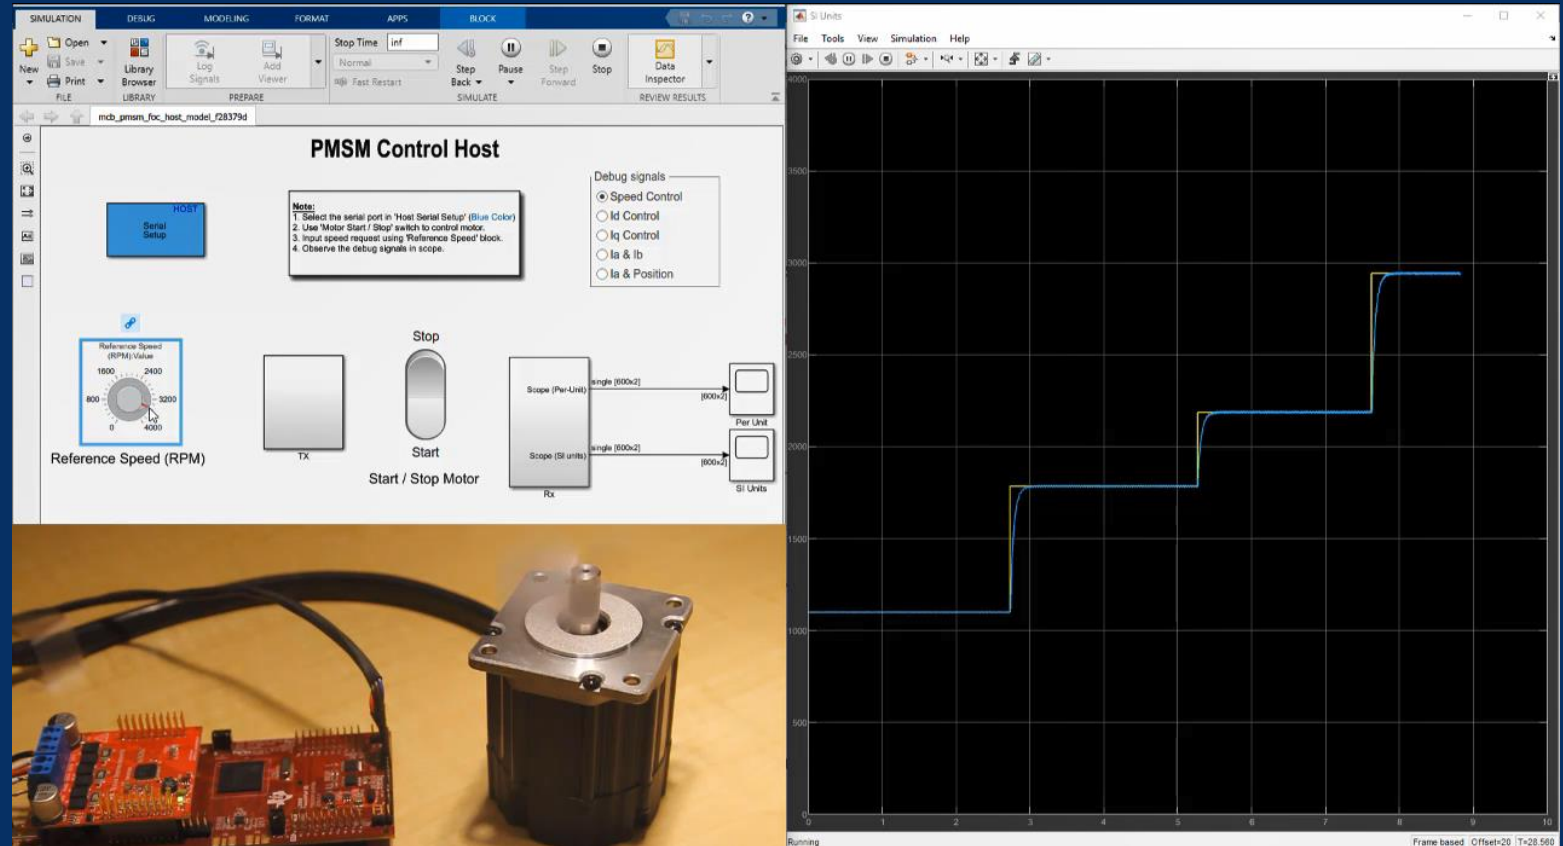 SIMULATION DEBUG MODELING FORMAT APPS BLOCK
New
Open
Save
Print
FILE
Library
Browser
LIBRARY
Log
Signals
Add
Viewer
PREPARE
Stop Time inf
Normal
Fast Restart
Step
Back
Pause
Step
Forward
Stop
SIMULATE
Data
Inspector
REVIEW RESULTS
mcb_pmsm_foc_host_model_f28379d
PMSM Control Host
HOST
Serial
Setup
Note:
1. Select the serial port in 'Host Serial Setup' (Blue Color)
2. Use 'Motor Start / Stop' switch to control motor.
3. Input speed request using 'Reference Speed' block.
4. Observe the debug signals in scope.
Debug signals
Speed Control
Id Control
Iq Control
Ia & Ib
Ia & Position
Reference Speed
(RPM):Value
1600 2400
800 3200
0 4000
Reference Speed (RPM)
TX
Stop
Start
Start / Stop Motor
Scope (Per-Unit)
Scope (SI units)
Rx
single [600x2]
[600x2]
single [600x2]
[600x2]
Per Unit
SI Units
SI Units
File Tools View Simulation Help
4000
3500
3000
2500
2000
1500
1000
500
0
1 2 3 4 5 6 7 8 9 10
Running
Frame based Offset=20 T=28.560